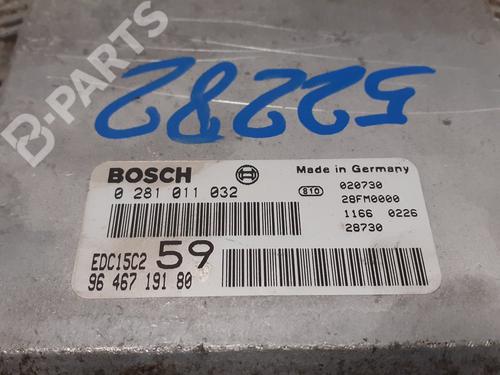 B-PARTS
52282
BOSCH
Made in Germany
0 281 011 032
810
020730
28FM0000
1166 0226
28730
EDC15C2 59
96 467 191 80